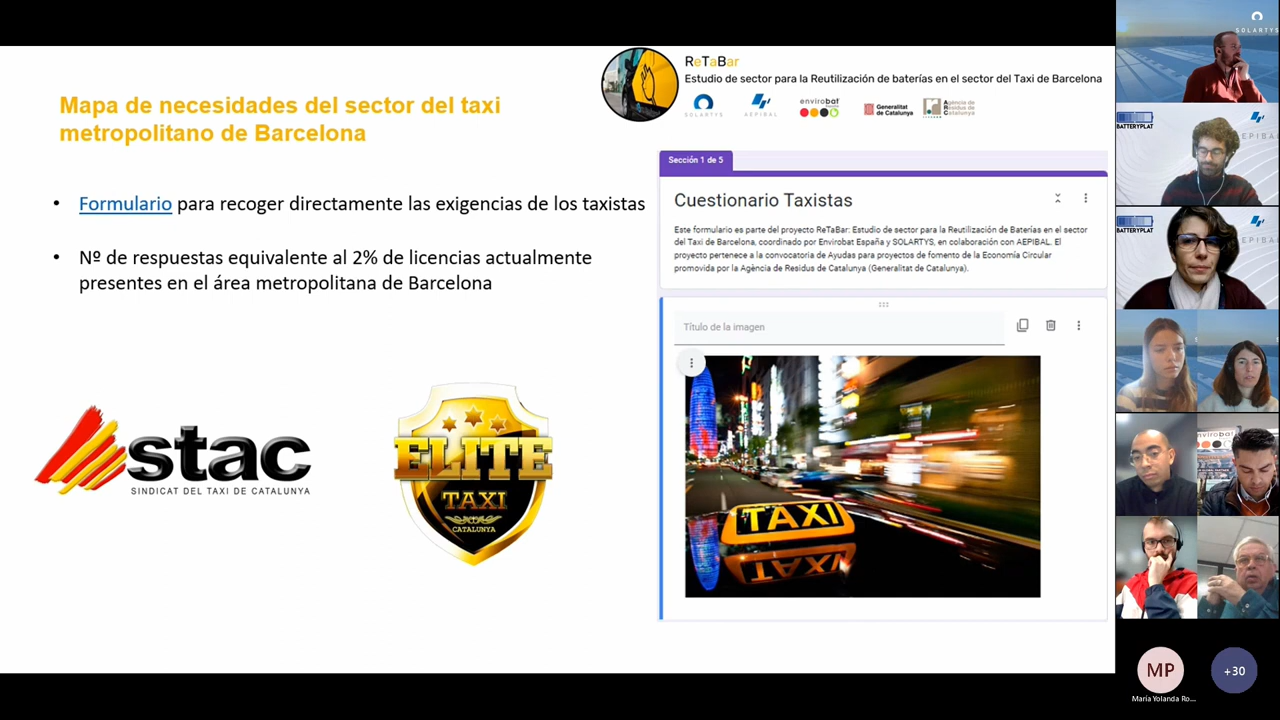 ReTaBar
Estudio de sector para la Reutilización de baterías en el sector del Taxi de Barcelona
SOLARTYS
AEPIBAL
envirobat
Generalitat
de Catalunya
Agència de
Residus de
Catalunya
Mapa de necesidades del sector del taxi
metropolitano de Barcelona
• Formulario para recoger directamente las exigencias de los taxistas
• Nº de respuestas equivalente al 2% de licencias actualmente
presentes en el área metropolitana de Barcelona
stac
SINDICAT DEL TAXI DE CATALUNYA
ELITE
TAXI
CATALUNYA
Sección 1 de 5
Cuestionario Taxistas
Este formulario es parte del proyecto ReTaBar: Estudio de sector para la Reutilización de Baterías en el sector
del Taxi de Barcelona, coordinado por Envirobat España y SOLARTYS, en colaboración con AEPIBAL. El
proyecto pertenece a la convocatoria de Ayudas para proyectos de fomento de la Economía Circular
promovida por la Agència de Residus de Catalunya (Generalitat de Catalunya).
Título de la imagen
TAXI
SOLARTYS
BATTERYPLAT
EPIBA
BATTERYPLAT
EPIBA
envirobat
MP
María Yolanda Ro...
+30